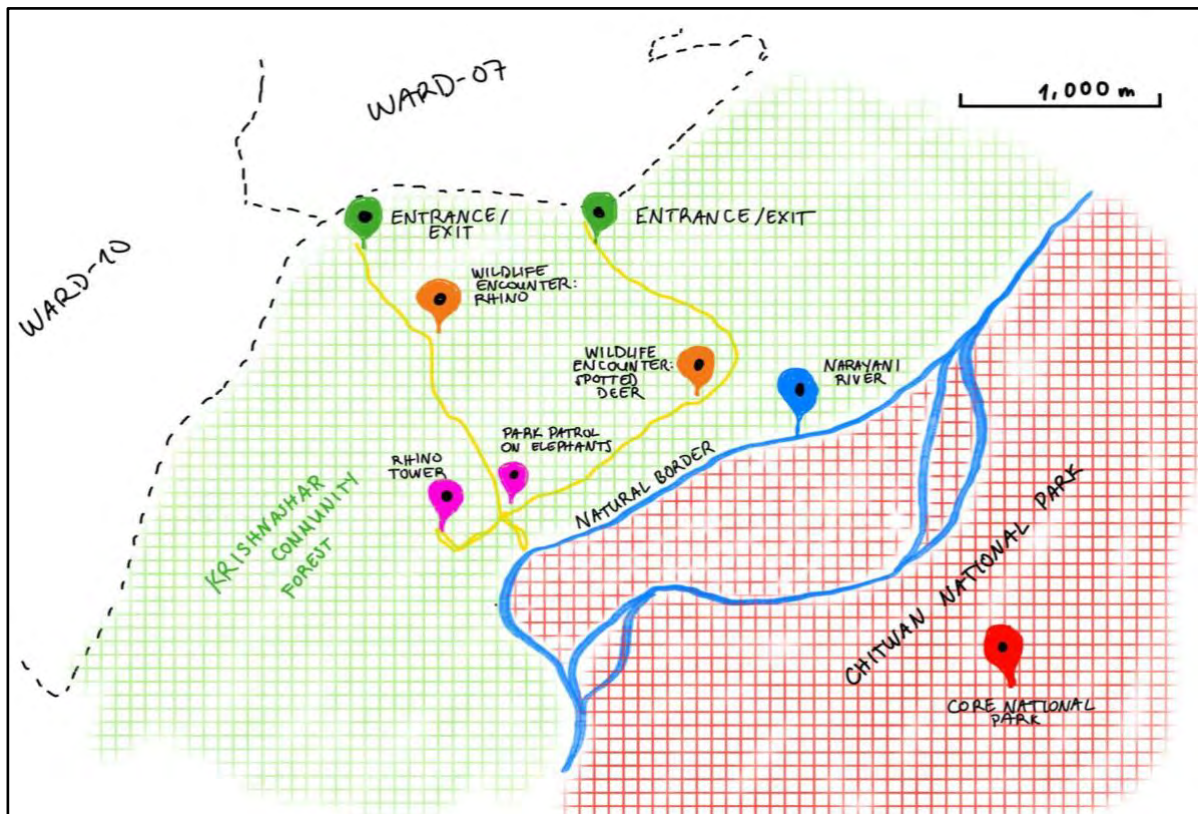 WARD-07
1,000 m
WARD-10
ENTRANCE/
EXIT
ENTRANCE/EXIT
WILDLIFE
ENCOUNTER:
RHINO
WILDLIFE
ENCOUNTER:
SPOTTED
DEER
NARAYANI
RIVER
PARK PATROL
ON ELEPHANTS
RHINO
TOWER
NATURAL BORDER
KRISHNAJHAR
COMMUNITY
FOREST
CHITWAN NATIONAL PARK
CORE NATIONAL
PARK